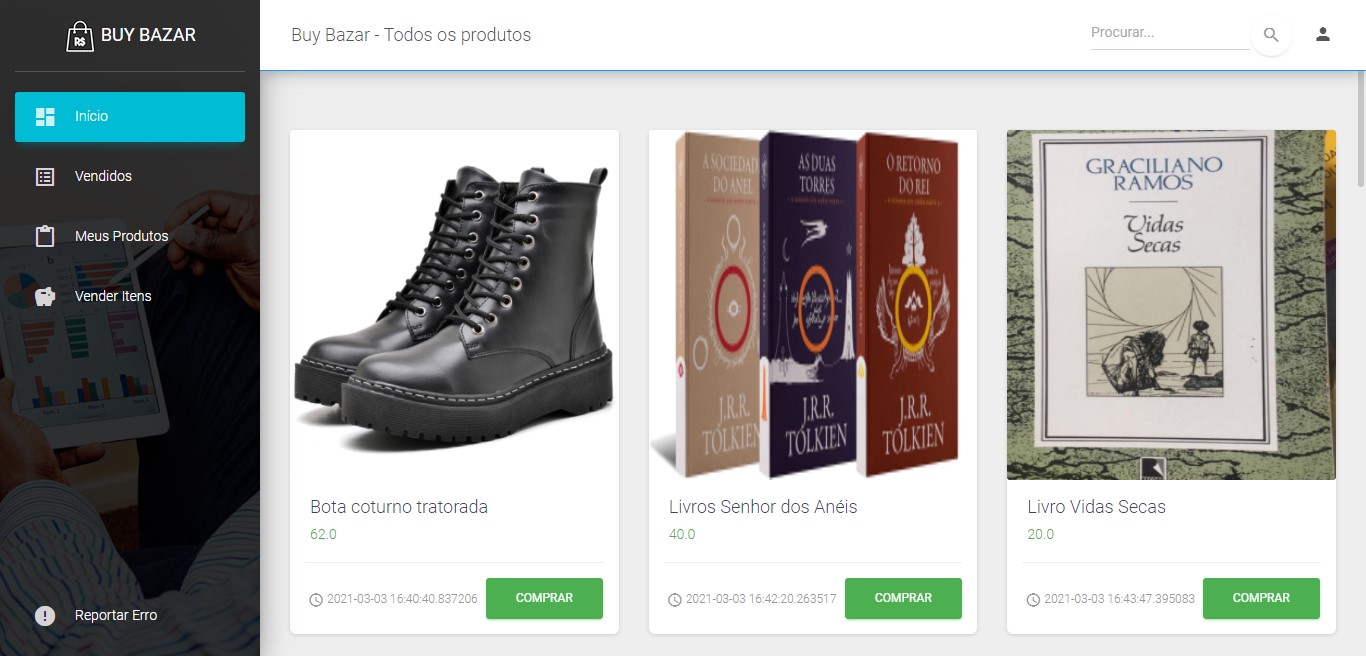 R$ BUY BAZAR
Buy Bazar - Todos os produtos
Procurar...
Início
Vendidos
Meus Produtos
Vender Itens
Reportar Erro
A SOCIEDADE
DO ANEL
J.R.R.
TOLKIEN
AS DUAS
TORRES
J.R.R.
TOLKIEN
O RETORNO
DO REI
J.R.R.
TOLKIEN
GRACILIANO
RAMOS
Vidas
Secas
Bota coturno tratorada
62.0
2021-03-03 16:40:40.837206
COMPRAR
Livros Senhor dos Anéis
40.0
2021-03-03 16:42:20.263517
COMPRAR
Livro Vidas Secas
20.0
2021-03-03 16:43:47.395083
COMPRAR